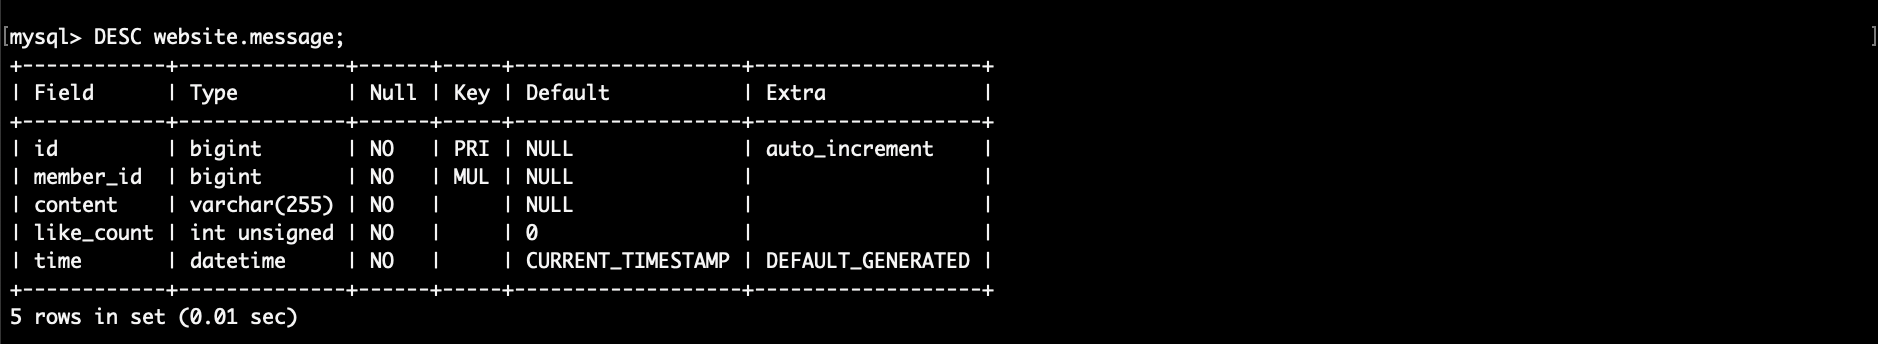 [mysql> DESC website.message; ]
+------------+--------------+------+-----+-------------------+-------------------+
| Field      | Type         | Null | Key | Default           | Extra             |
+------------+--------------+------+-----+-------------------+-------------------+
| id         | bigint       | NO   | PRI | NULL              | auto_increment    |
| member_id  | bigint       | NO   | MUL | NULL              |                   |
| content    | varchar(255) | NO   |     | NULL              |                   |
| like_count | int unsigned | NO   |     | 0                 |                   |
| time       | datetime     | NO   |     | CURRENT_TIMESTAMP | DEFAULT_GENERATED |
+------------+--------------+------+-----+-------------------+-------------------+
5 rows in set (0.01 sec)